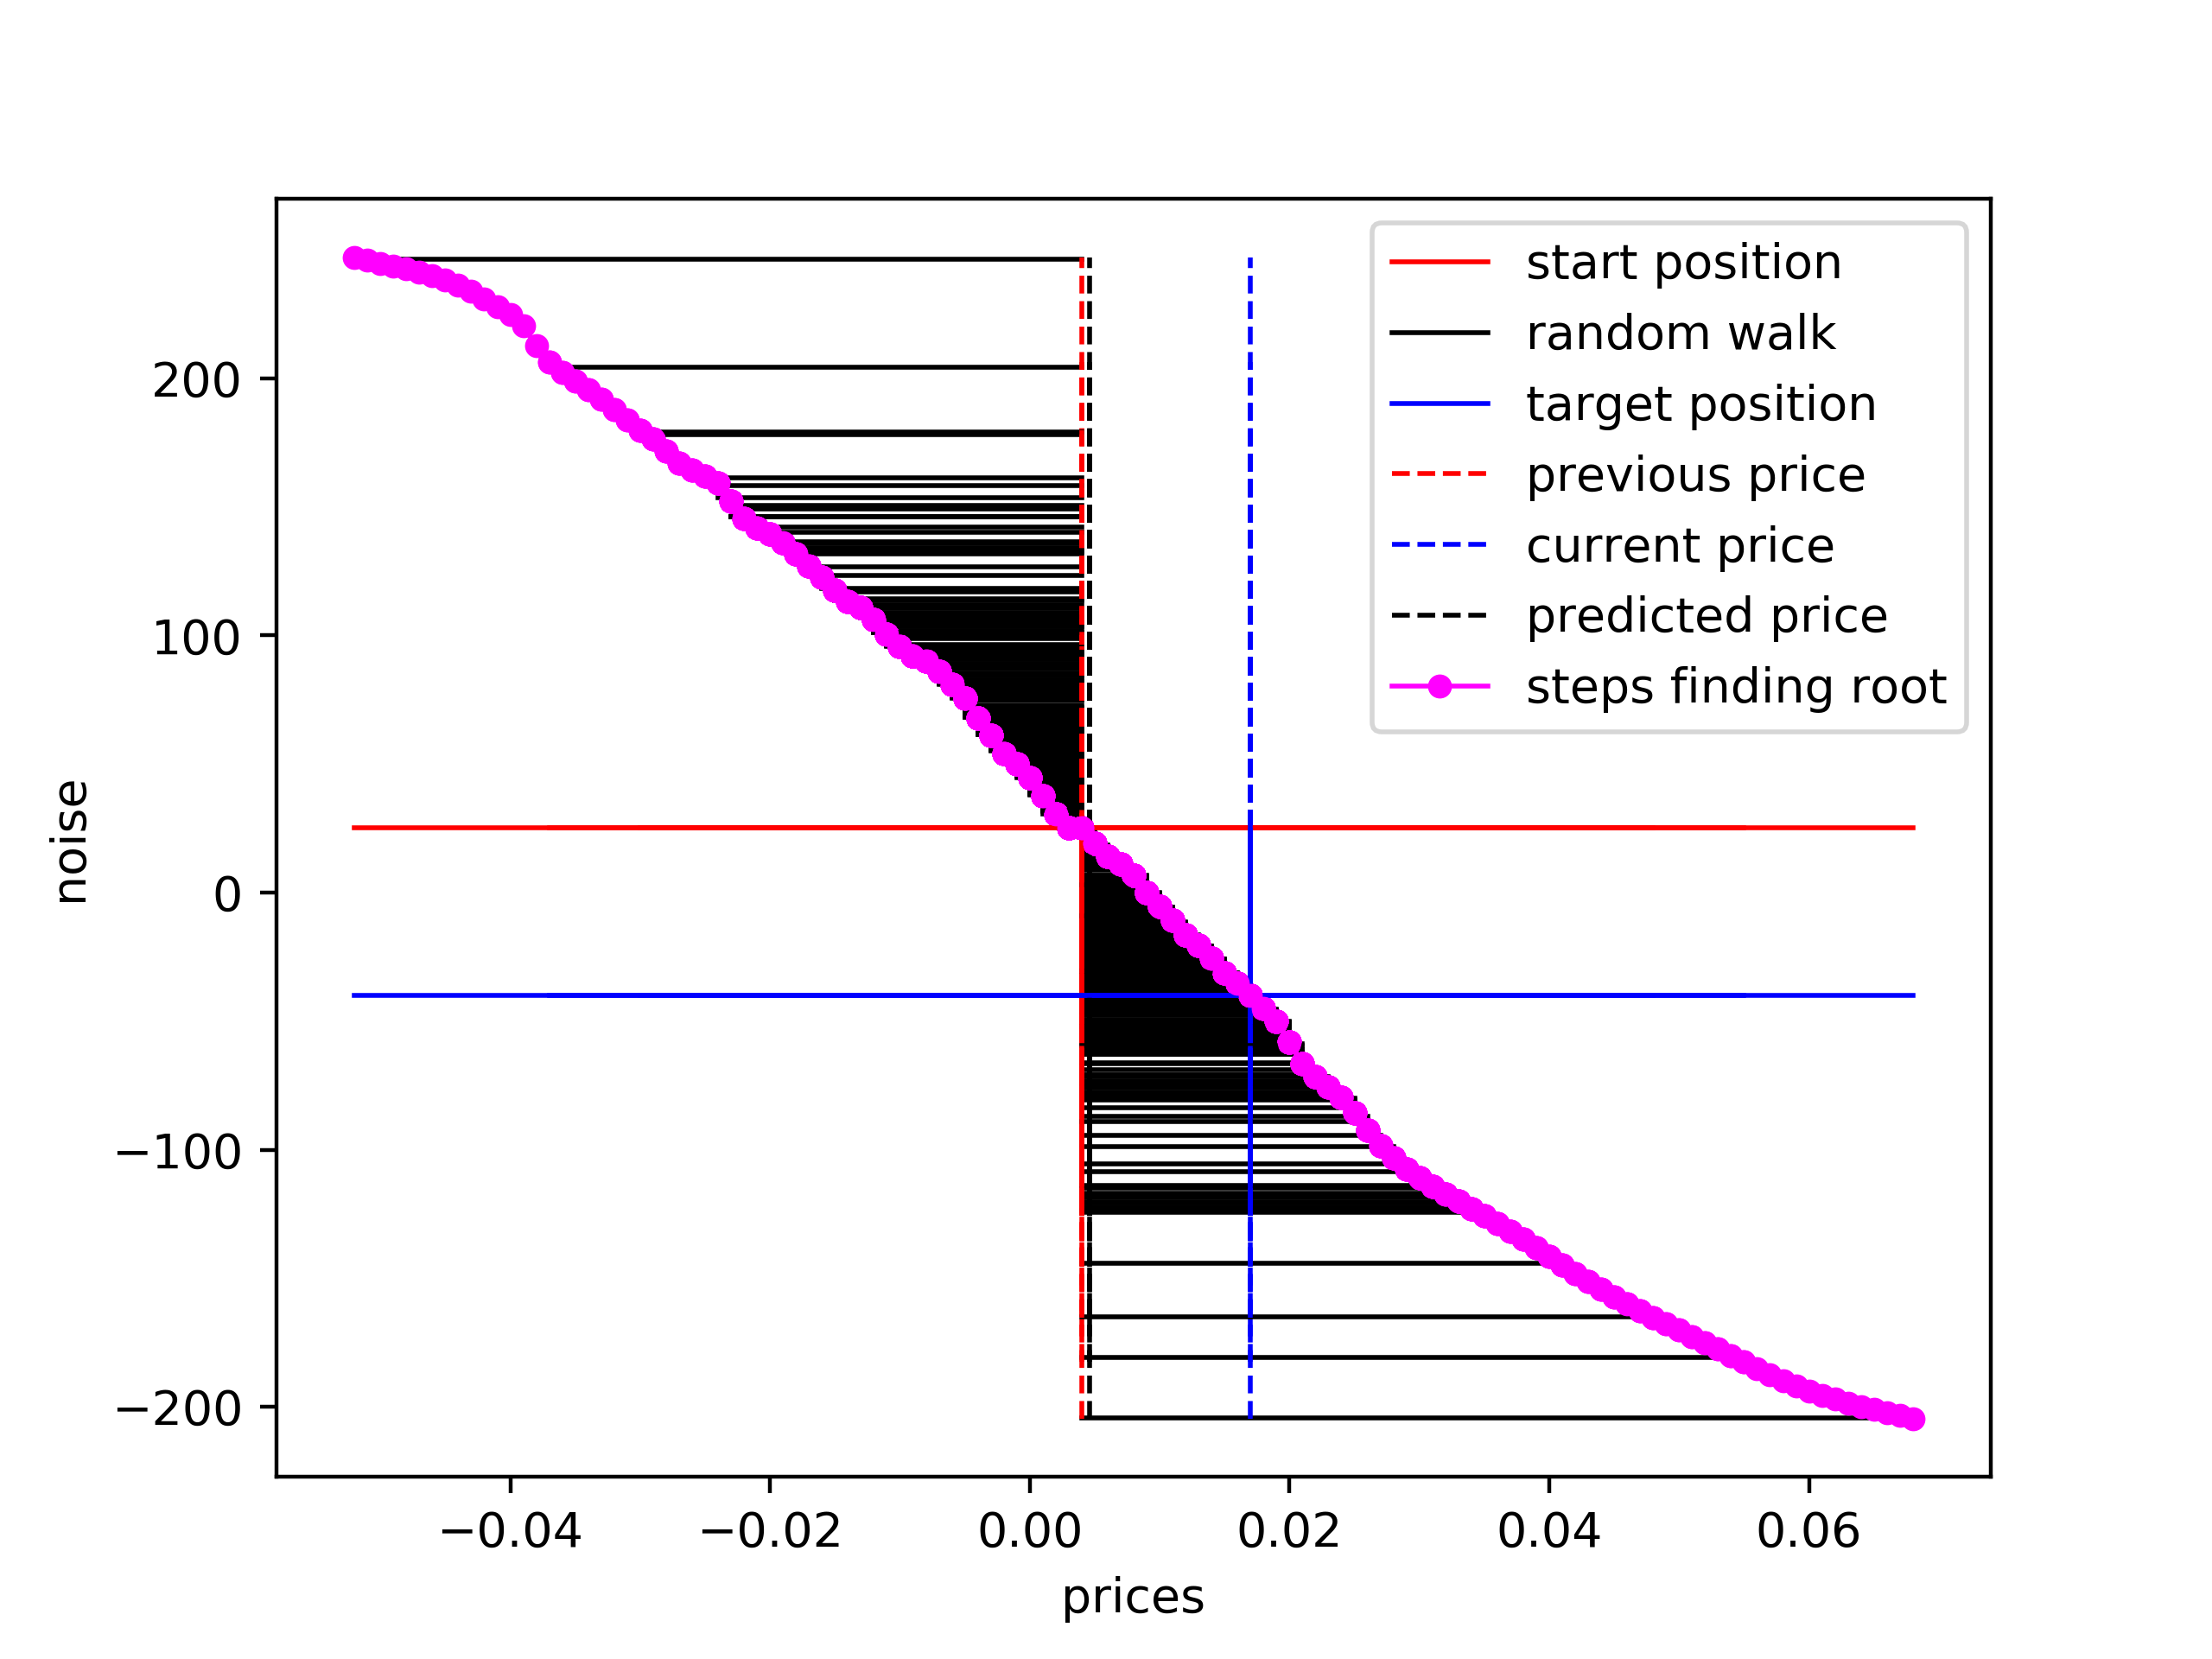 start position
random walk
target position
previous price
current price
predicted price
steps finding root
200
100
0
−100
−200
noise
−0.04 −0.02 0.00 0.02 0.04 0.06
prices